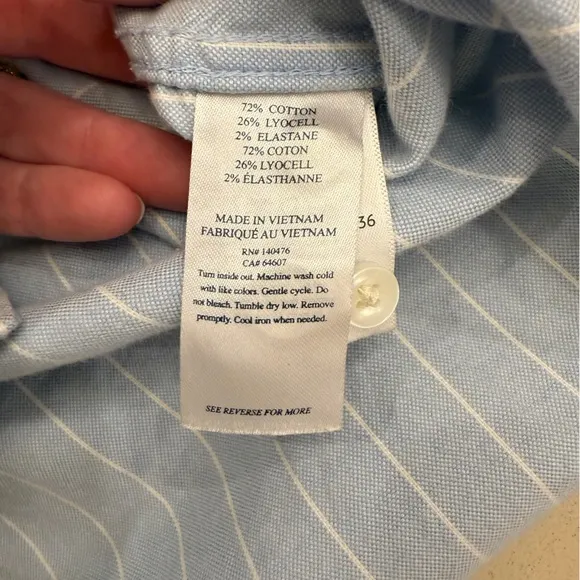 72% COTTON
26% LYOCELL
2% ELASTANE
72% COTON
26% LYOCELL
2% ÉLASTHANNE
MADE IN VIETNAM
FABRIQUÉ AU VIETNAM
RN# 140476
CA# 64607
Turn inside out. Machine wash cold
with like colors. Gentle cycle. Do
not bleach. Tumble dry low. Remove
promptly. Cool iron when needed.
SEE REVERSE FOR MORE
36